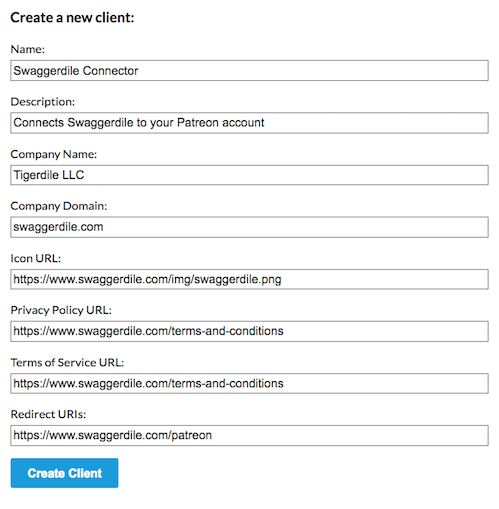 Create a new client:
Name:
Swaggerdile Connector
Description:
Connects Swaggerdile to your Patreon account
Company Name:
Tigerdile LLC
Company Domain:
swaggerdile.com
Icon URL:
https://www.swaggerdile.com/img/swaggerdile.png
Privacy Policy URL:
https://www.swaggerdile.com/terms-and-conditions
Terms of Service URL:
https://www.swaggerdile.com/terms-and-conditions
Redirect URIs:
https://www.swaggerdile.com/patreon
Create Client